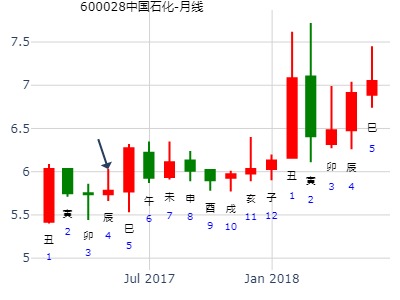 600028中国石化-月线
7.5
7
6.5
6
5.5
5
丑
1
寅
2
卯
3
辰
4
巳
5
午
6
未
7
申
8
酉
9
戌
10
亥
11
子
12
丑
1
寅
2
卯
3
辰
4
巳
5
Jul 2017
Jan 2018